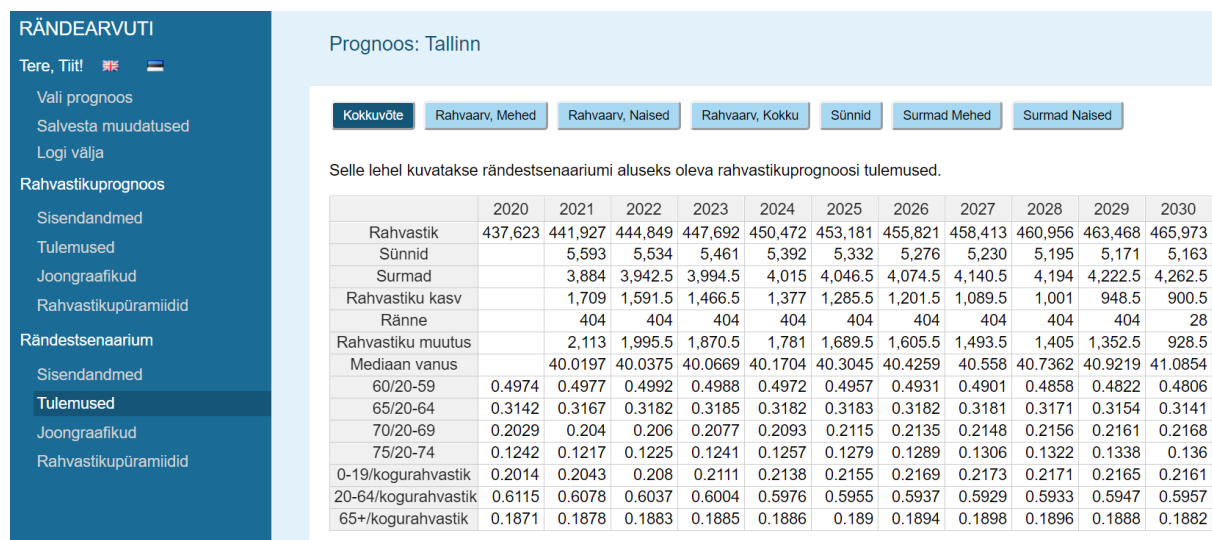 RÄNDEARVUTI
Tere, Tiit!
Vali prognoos
Salvesta muudatused
Logi välja
Rahvastikuprognoos
Sisendandmed
Tulemused
Joongraafikud
Rahvastikupüramiidid
Rändestsenaarium
Sisendandmed
Tulemused
Joongraafikud
Rahvastikupüramiidid
Prognoos: Tallinn
Kokkuvõte Rahvaarv, Mehed Rahvaarv, Naised Rahvaarv, Kokku Sünnid Surmad Mehed Surmad Naised
Selle lehel kuvatakse rändestsenaariumi aluseks oleva rahvastikuprognoosi tulemused.
2020 2021 2022 2023 2024 2025 2026 2027 2028 2029 2030
Rahvastik 437,623 441,927 444,849 447,692 450,472 453,181 455,821 458,413 460,956 463,468 465,973
Sünnid 5,593 5,534 5,461 5,392 5,332 5,276 5,230 5,195 5,171 5,163
Surmad 3,884 3,942.5 3,994.5 4,015 4,046.5 4,074.5 4,140.5 4,194 4,222.5 4,262.5
Rahvastiku kasv 1,709 1,591.5 1,466.5 1,377 1,285.5 1,201.5 1,089.5 1,001 948.5 900.5
Ränne 404 404 404 404 404 404 404 404 404 28
Rahvastiku muutus 2,113 1,995.5 1,870.5 1,781 1,689.5 1,605.5 1,493.5 1,405 1,352.5 928.5
Mediaan vanus 40.0197 40.0375 40.0669 40.1704 40.3045 40.4259 40.558 40.7362 40.9219 41.0854
60/20-59 0.4974 0.4977 0.4992 0.4988 0.4972 0.4957 0.4931 0.4901 0.4858 0.4822 0.4806
65/20-64 0.3142 0.3167 0.3182 0.3185 0.3182 0.3183 0.3182 0.3181 0.3171 0.3154 0.3141
70/20-69 0.2029 0.204 0.206 0.2077 0.2093 0.2115 0.2135 0.2148 0.2156 0.2161 0.2168
75/20-74 0.1242 0.1217 0.1225 0.1241 0.1257 0.1279 0.1289 0.1306 0.1322 0.1338 0.136
0-19/kogurahvastik 0.2014 0.2043 0.208 0.2111 0.2138 0.2155 0.2169 0.2173 0.2171 0.2165 0.2161
20-64/kogurahvastik 0.6115 0.6078 0.6037 0.6004 0.5976 0.5955 0.5937 0.5929 0.5933 0.5947 0.5957
65+/kogurahvastik 0.1871 0.1878 0.1883 0.1885 0.1886 0.189 0.1894 0.1898 0.1896 0.1888 0.1882